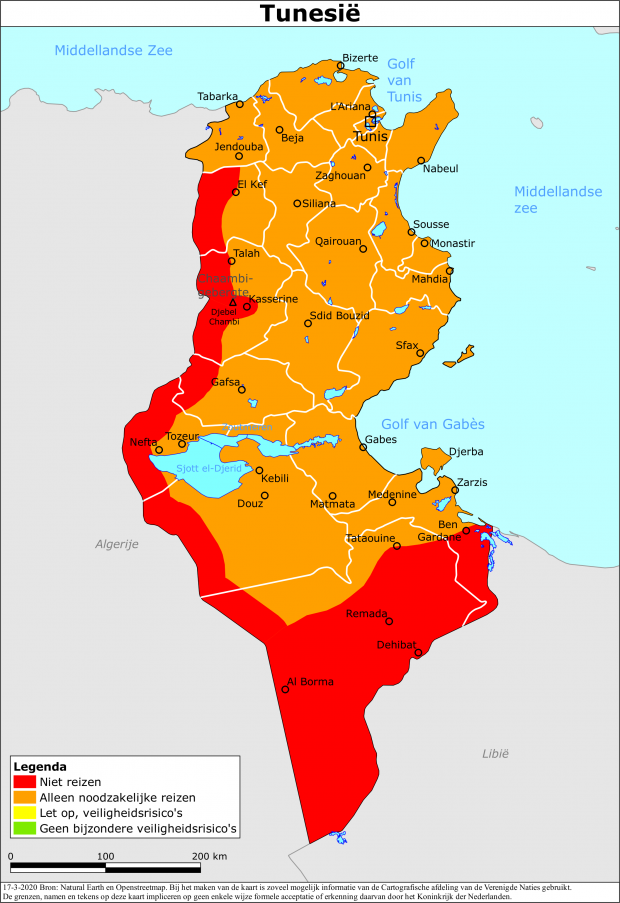 Tunesië
Middellandse Zee
Bizerte
Golf
van
Tunis
Tabarka
L'Ariana
Tunis
Beja
Jendouba
Nabeul
Zaghouan
El Kef
Middellandse
zee
Siliana
Sousse
Qairouan
Monastir
Talah
Mahdia
Chaambi-
gebergte
Kasserine
Djebel
Chambi
Sdid Bouzid
Sfax
Gafsa
Golf van Gabès
Tozeur
Nefta
Gabes
Djerba
Sjott el-Djerid
Kebili
Zarzis
Douz
Matmata
Medenine
Ben
Gardane
Tataouine
Algerije
Remada
Dehibat
Al Borma
Libië
Legenda
Niet reizen
Alleen noodzakelijke reizen
Let op, veiligheidsrisico's
Geen bijzondere veiligheidsrisico's
0 100 200 km
17-3-2020 Bron: Natural Earth en Openstreetmap. Bij het maken van de kaart is zoveel mogelijk informatie van de Cartografische afdeling van de Verenigde Naties gebruikt.
De grenzen, namen en tekens op deze kaart impliceren op geen enkele wijze formele acceptatie of erkenning daarvan door het Koninkrijk der Nederlanden.